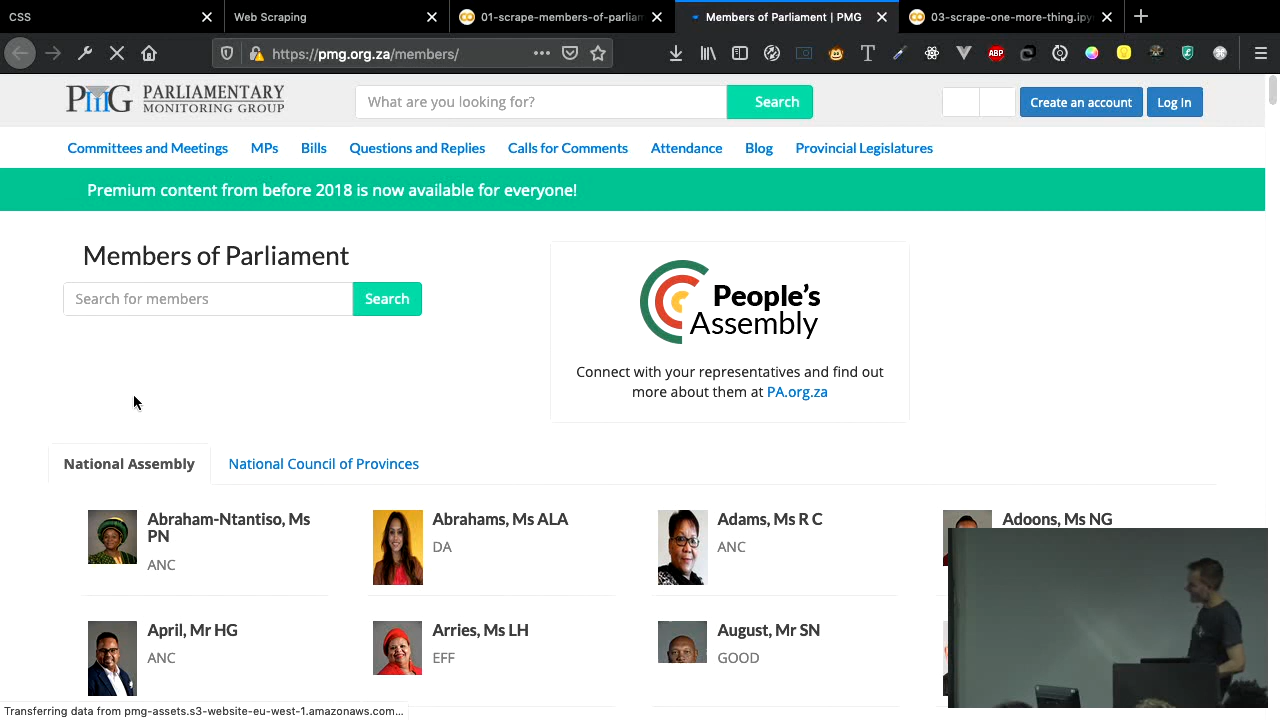 CSS
Web Scraping
01-scrape-members-of-parliam
Members of Parliament | PMG
03-scrape-one-more-thing.ipy
https://pmg.org.za/members/
ABP
PMG PARLIAMENTARY
MONITORING GROUP
What are you looking for?
Search
Create an account
Log In
Committees and Meetings
MPs
Bills
Questions and Replies
Calls for Comments
Attendance
Blog
Provincial Legislatures
Premium content from before 2018 is now available for everyone!
Members of Parliament
Search for members
Search
People's
Assembly
Connect with your representatives and find out
more about them at PA.org.za
National Assembly
National Council of Provinces
Abraham-Ntantiso, Ms
PN
ANC
Abrahams, Ms ALA
DA
Adams, Ms R C
ANC
Adoons, Ms NG
April, Mr HG
ANC
Arries, Ms LH
EFF
August, Mr SN
GOOD
Transferring data from pmg-assets.s3-website-eu-west-1.amazonaws.com...